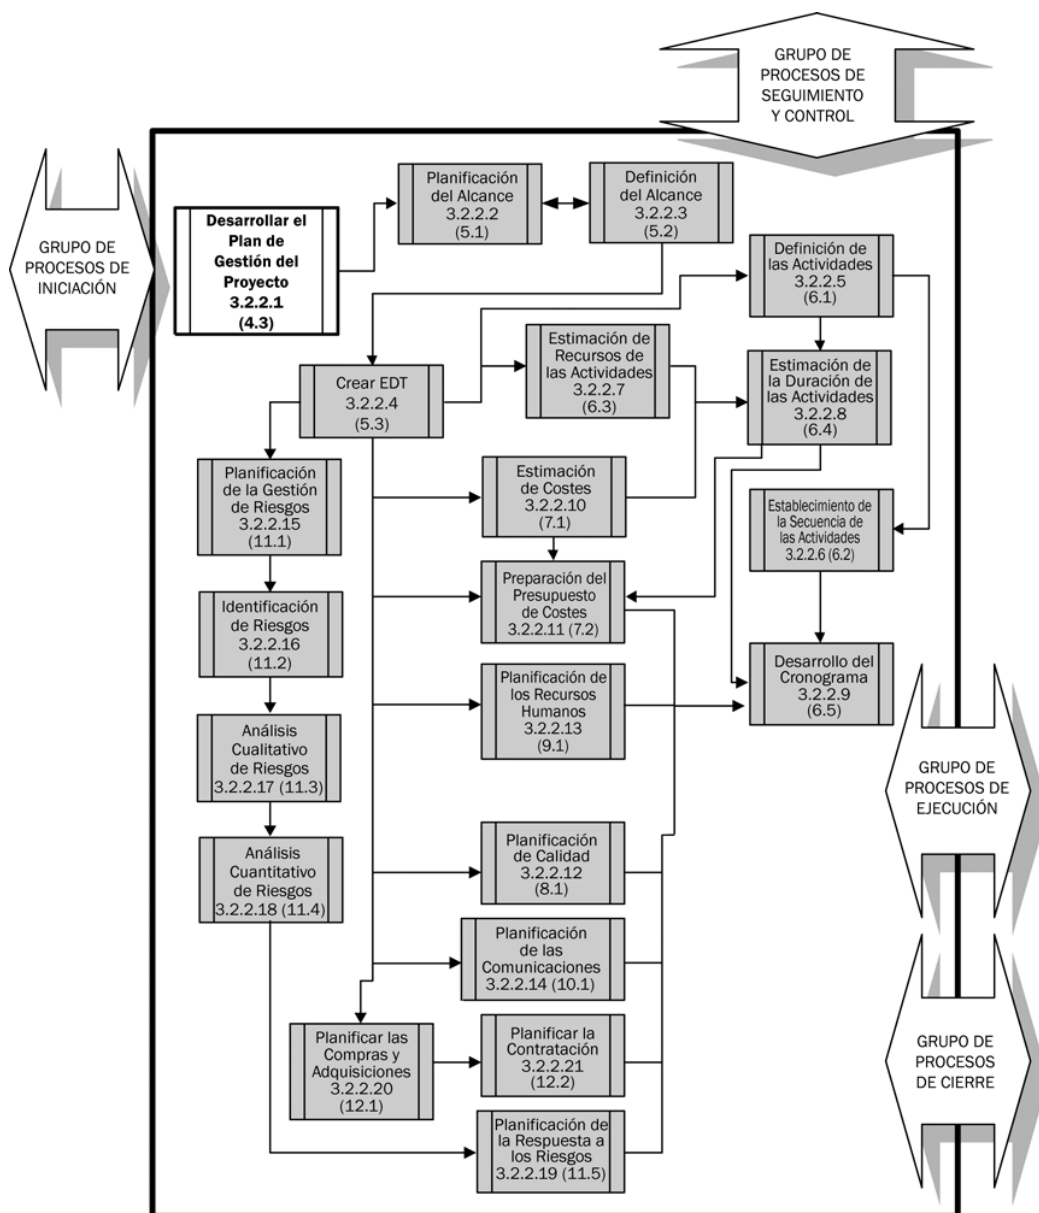 GRUPO DE
PROCESOS DE
SEGUIMIENTO
Y CONTROL
GRUPO DE
PROCESOS DE
INICIACIÓN
Desarrollar el
Plan de
Gestión del
Proyecto
3.2.2.1
(4.3)
Planificación
del Alcance
3.2.2.2
(5.1)
Definición
del Alcance
3.2.2.3
(5.2)
Definición de
las Actividades
3.2.2.5
(6.1)
Crear EDT
3.2.2.4
(5.3)
Estimación de
Recursos de
las Actividades
3.2.2.7
(6.3)
Estimación de
la Duración de
las Actividades
3.2.2.8
(6.4)
Planificación
de la Gestión
de Riesgos
3.2.2.15
(11.1)
Estimación
de Costes
3.2.2.10
(7.1)
Establecimiento de
la Secuencia de
las Actividades
3.2.2.6 (6.2)
Identificación
de Riesgos
3.2.2.16
(11.2)
Preparación del
Presupuesto
de Costes
3.2.2.11 (7.2)
Desarrollo del
Cronograma
3.2.2.9
(6.5)
Planificación de
los Recursos
Humanos
3.2.2.13
(9.1)
Análisis
Cualitativo
de Riesgos
3.2.2.17 (11.3)
GRUPO DE
PROCESOS DE
EJECUCIÓN
Análisis
Cuantitativo
de Riesgos
3.2.2.18 (11.4)
Planificación
de Calidad
3.2.2.12
(8.1)
Planificación
de las
Comunicaciones
3.2.2.14 (10.1)
Planificar las
Compras y
Adquisiciones
3.2.2.20
(12.1)
Planificar la
Contratación
3.2.2.21
(12.2)
GRUPO DE
PROCESOS
DE CIERRE
Planificación de
la Respuesta a
los Riesgos
3.2.2.19 (11.5)